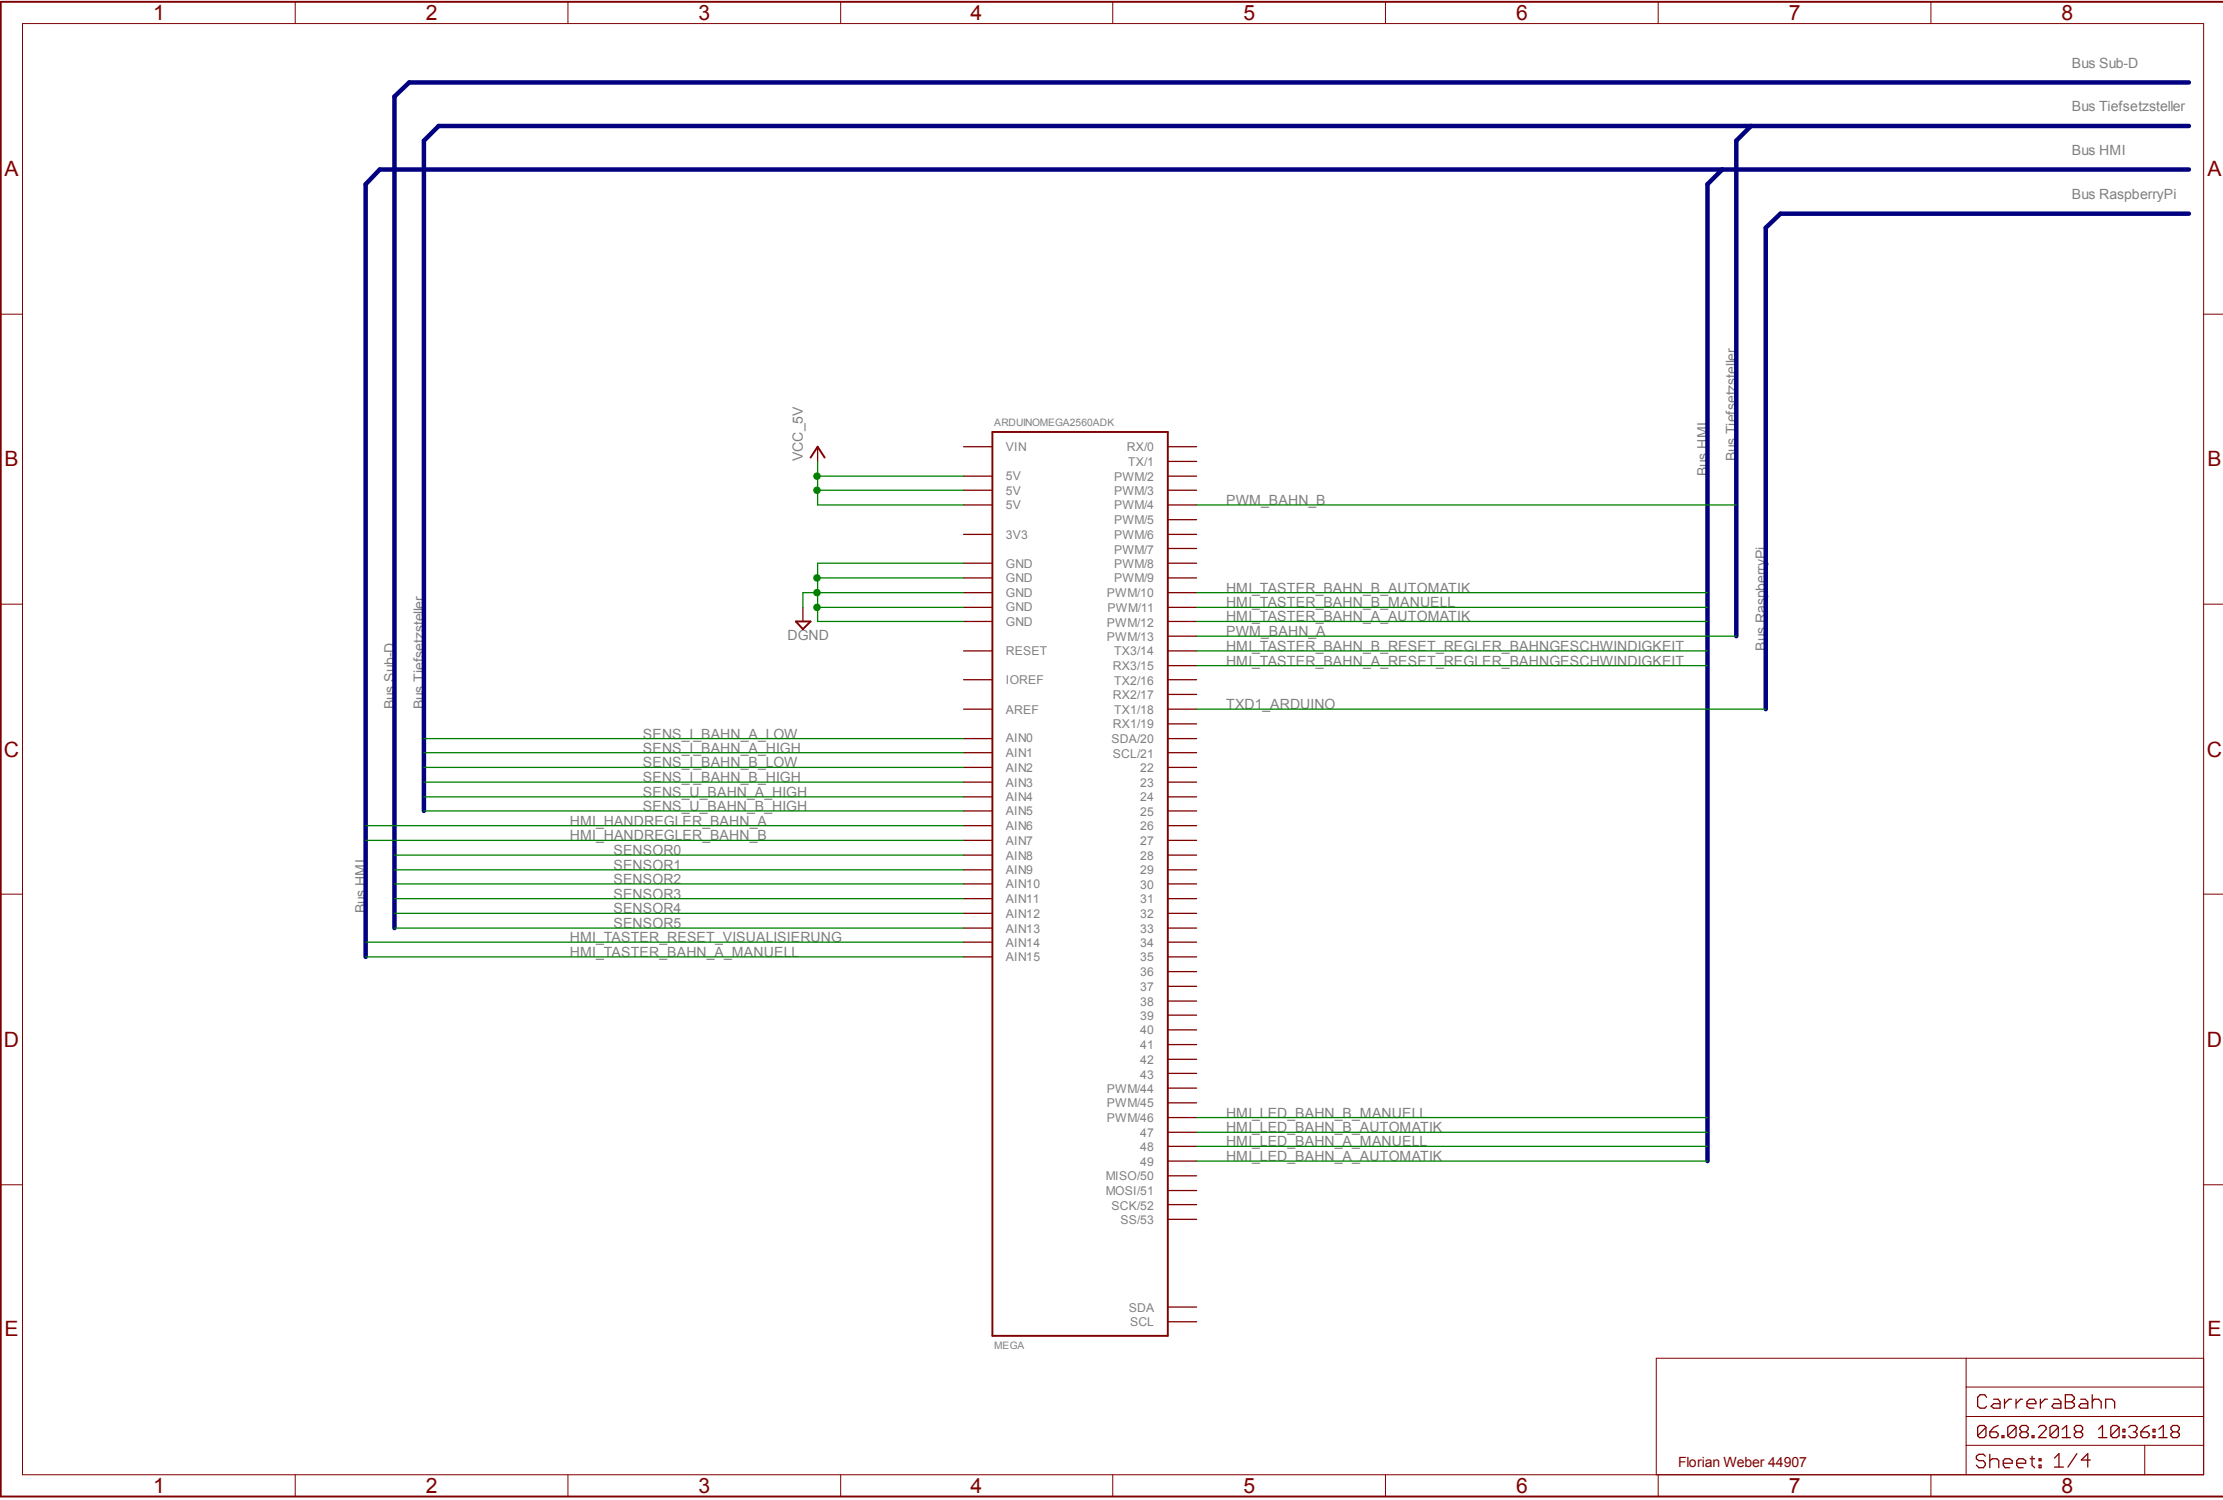 1 2 3 4 5 6 7 8
Bus Sub-D
Bus Tiefsetzsteller
Bus HMI
Bus RaspberryPi
A A
B B
C C
D D
E E
Bus HMI
Bus Sub-D
Bus Tiefsetzsteller
Bus HMI
Bus Tiefsetzsteller
Bus RaspberryPi
VCC_5V
DGND
ARDUINOMEGA2560ADK
VIN
5V
5V
5V
3V3
GND
GND
GND
GND
GND
RESET
IOREF
AREF
SENS_I_BAHN_A_LOW AIN0
SENS_I_BAHN_A_HIGH AIN1
SENS_I_BAHN_B_LOW AIN2
SENS_I_BAHN_B_HIGH AIN3
SENS_U_BAHN_A_HIGH AIN4
SENS_U_BAHN_B_HIGH AIN5
HMI_HANDREGLER_BAHN_A AIN6
HMI_HANDREGLER_BAHN_B AIN7
SENSOR0 AIN8
SENSOR1 AIN9
SENSOR2 AIN10
SENSOR3 AIN11
SENSOR4 AIN12
SENSOR5 AIN13
HMI_TASTER_RESET_VISUALISIERUNG AIN14
HMI_TASTER_BAHN_A_MANUELL AIN15
RX/0
TX/1
PWM/2
PWM/3
PWM/4 PWM_BAHN_B
PWM/5
PWM/6
PWM/7
PWM/8
PWM/9
PWM/10 HMI_TASTER_BAHN_B_AUTOMATIK
PWM/11 HMI_TASTER_BAHN_B_MANUELL
PWM/12 HMI_TASTER_BAHN_A_AUTOMATIK
PWM/13 PWM_BAHN_A
TX3/14 HMI_TASTER_BAHN_B_RESET_REGLER_BAHNGESCHWINDIGKEIT
RX3/15 HMI_TASTER_BAHN_A_RESET_REGLER_BAHNGESCHWINDIGKEIT
TX2/16
RX2/17
TX1/18 TXD1_ARDUINO
RX1/19
SDA/20
SCL/21
22
23
24
25
26
27
28
29
30
31
32
33
34
35
36
37
38
39
40
41
42
43
PWM/44
PWM/45
PWM/46 HMI_LED_BAHN_B_MANUELL
47 HMI_LED_BAHN_B_AUTOMATIK
48 HMI_LED_BAHN_A_MANUELL
49 HMI_LED_BAHN_A_AUTOMATIK
MISO/50
MOSI/51
SCK/52
SS/53
SDA
SCL
MEGA
CarreraBahn
06.08.2018 10:36:18
Florian Weber 44907
Sheet: 1/4
1 2 3 4 5 6 7 8